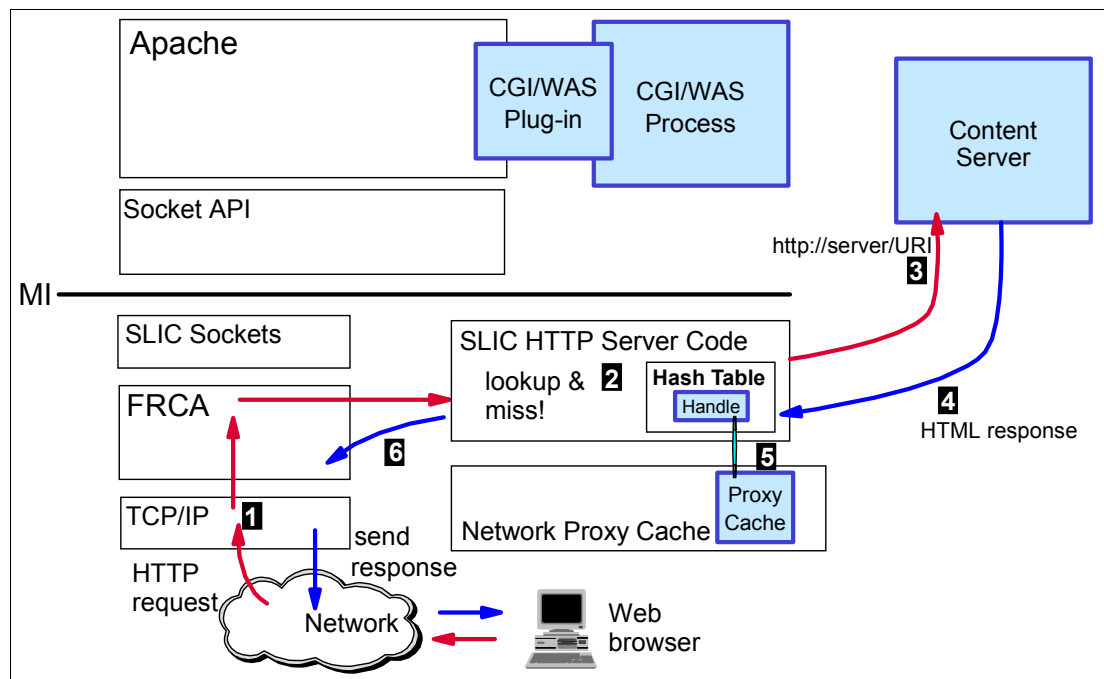 Apache
CGI/WAS
Plug-in
CGI/WAS
Process
Content
Server
Socket API
http://server/URI
3
MI
SLIC Sockets
SLIC HTTP Server Code
lookup &
miss!
2
Hash Table
Handle
FRCA
4
HTML response
6
5
TCP/IP
1
Proxy
Cache
Network Proxy Cache
send
response
HTTP
request
Network
Web
browser